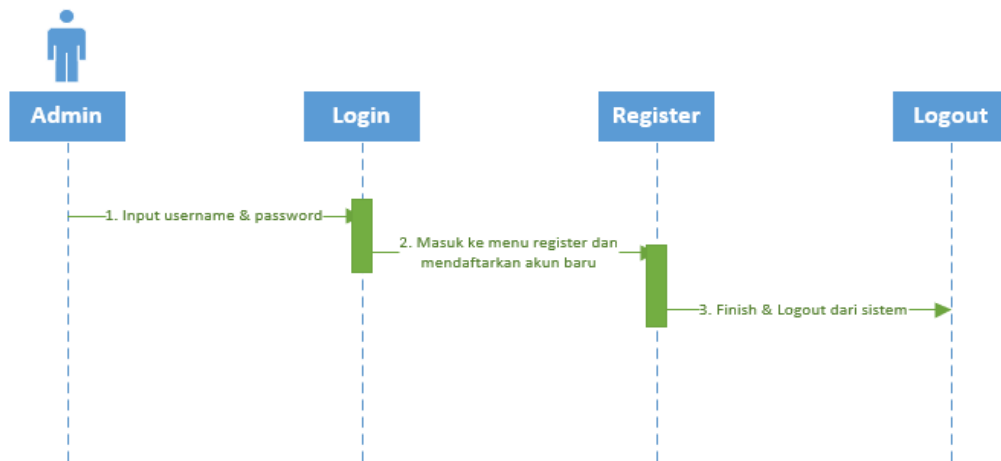 Admin
Login
Register
Logout
1. Input username & password
2. Masuk ke menu register dan
mendaftarkan akun baru
3. Finish & Logout dari sistem